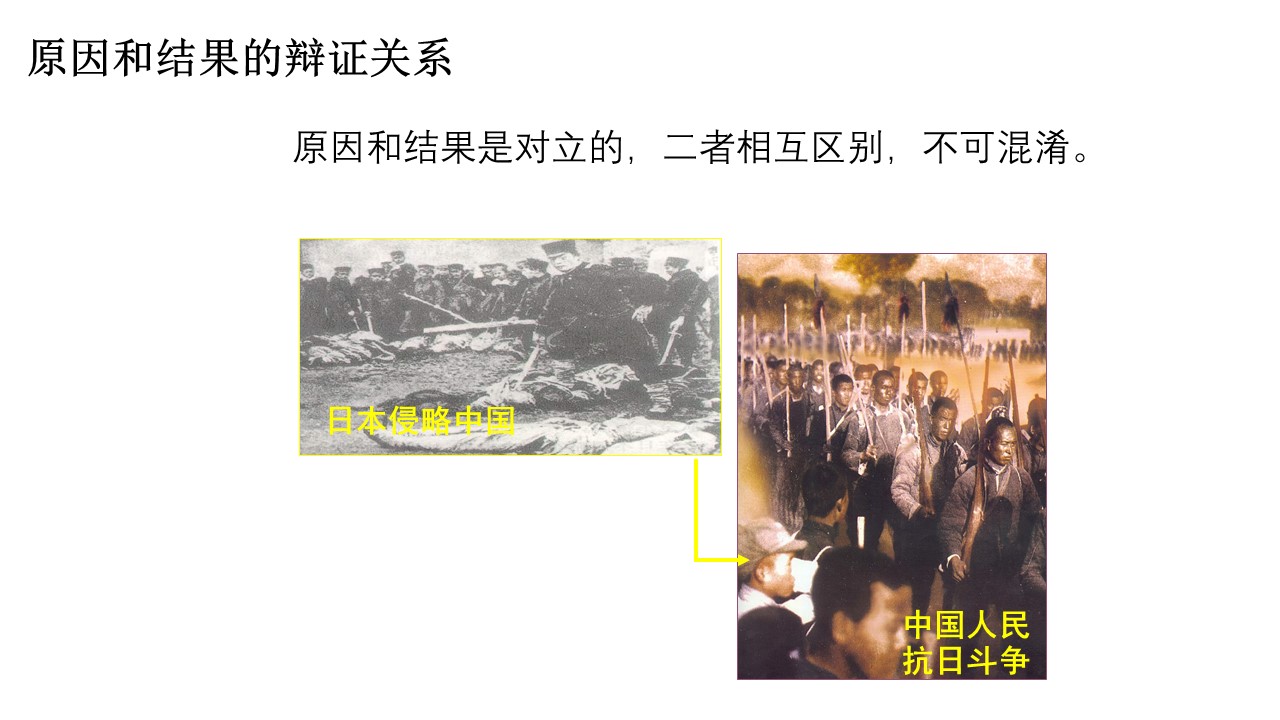 原因和结果的辩证关系
原因和结果是对立的，二者相互区别，不可混淆。
日本侵略中国
中国人民
抗日斗争